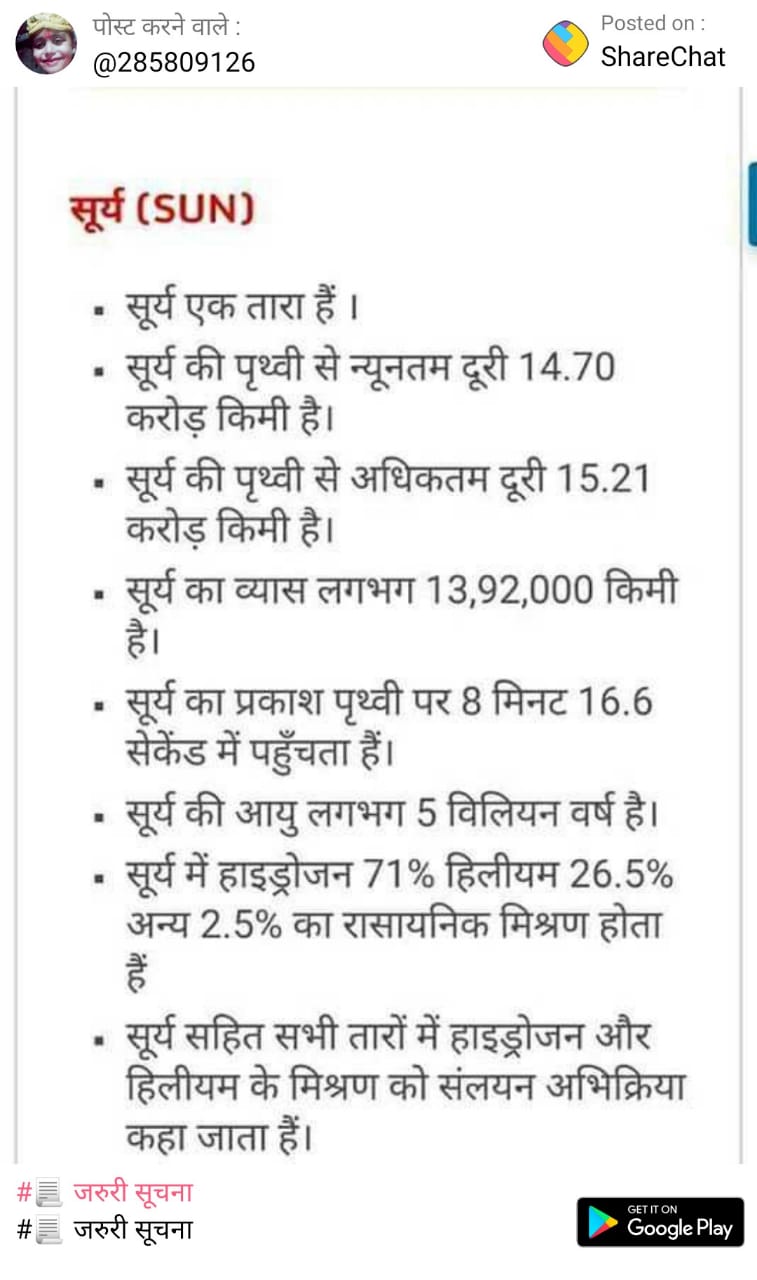 पोस्ट करने वाले :
@285809126
Posted on :
ShareChat
सूर्य (SUN)
▪ सूर्य एक तारा हैं ।
▪ सूर्य की पृथ्वी से न्यूनतम दूरी 14.70
करोड़ किमी है।
▪ सूर्य की पृथ्वी से अधिकतम दूरी 15.21
करोड़ किमी है।
▪ सूर्य का व्यास लगभग 13,92,000 किमी
है।
▪ सूर्य का प्रकाश पृथ्वी पर 8 मिनट 16.6
सेकेंड में पहुँचता हैं।
▪ सूर्य की आयु लगभग 5 विलियन वर्ष है।
▪ सूर्य में हाइड्रोजन 71% हिलीयम 26.5%
अन्य 2.5% का रासायनिक मिश्रण होता
हैं
▪ सूर्य सहित सभी तारों में हाइड्रोजन और
हिलीयम के मिश्रण को संलयन अभिक्रिया
कहा जाता हैं।
#📃 जरुरी सूचना
#📃 जरुरी सूचना
GET IT ON
Google Play